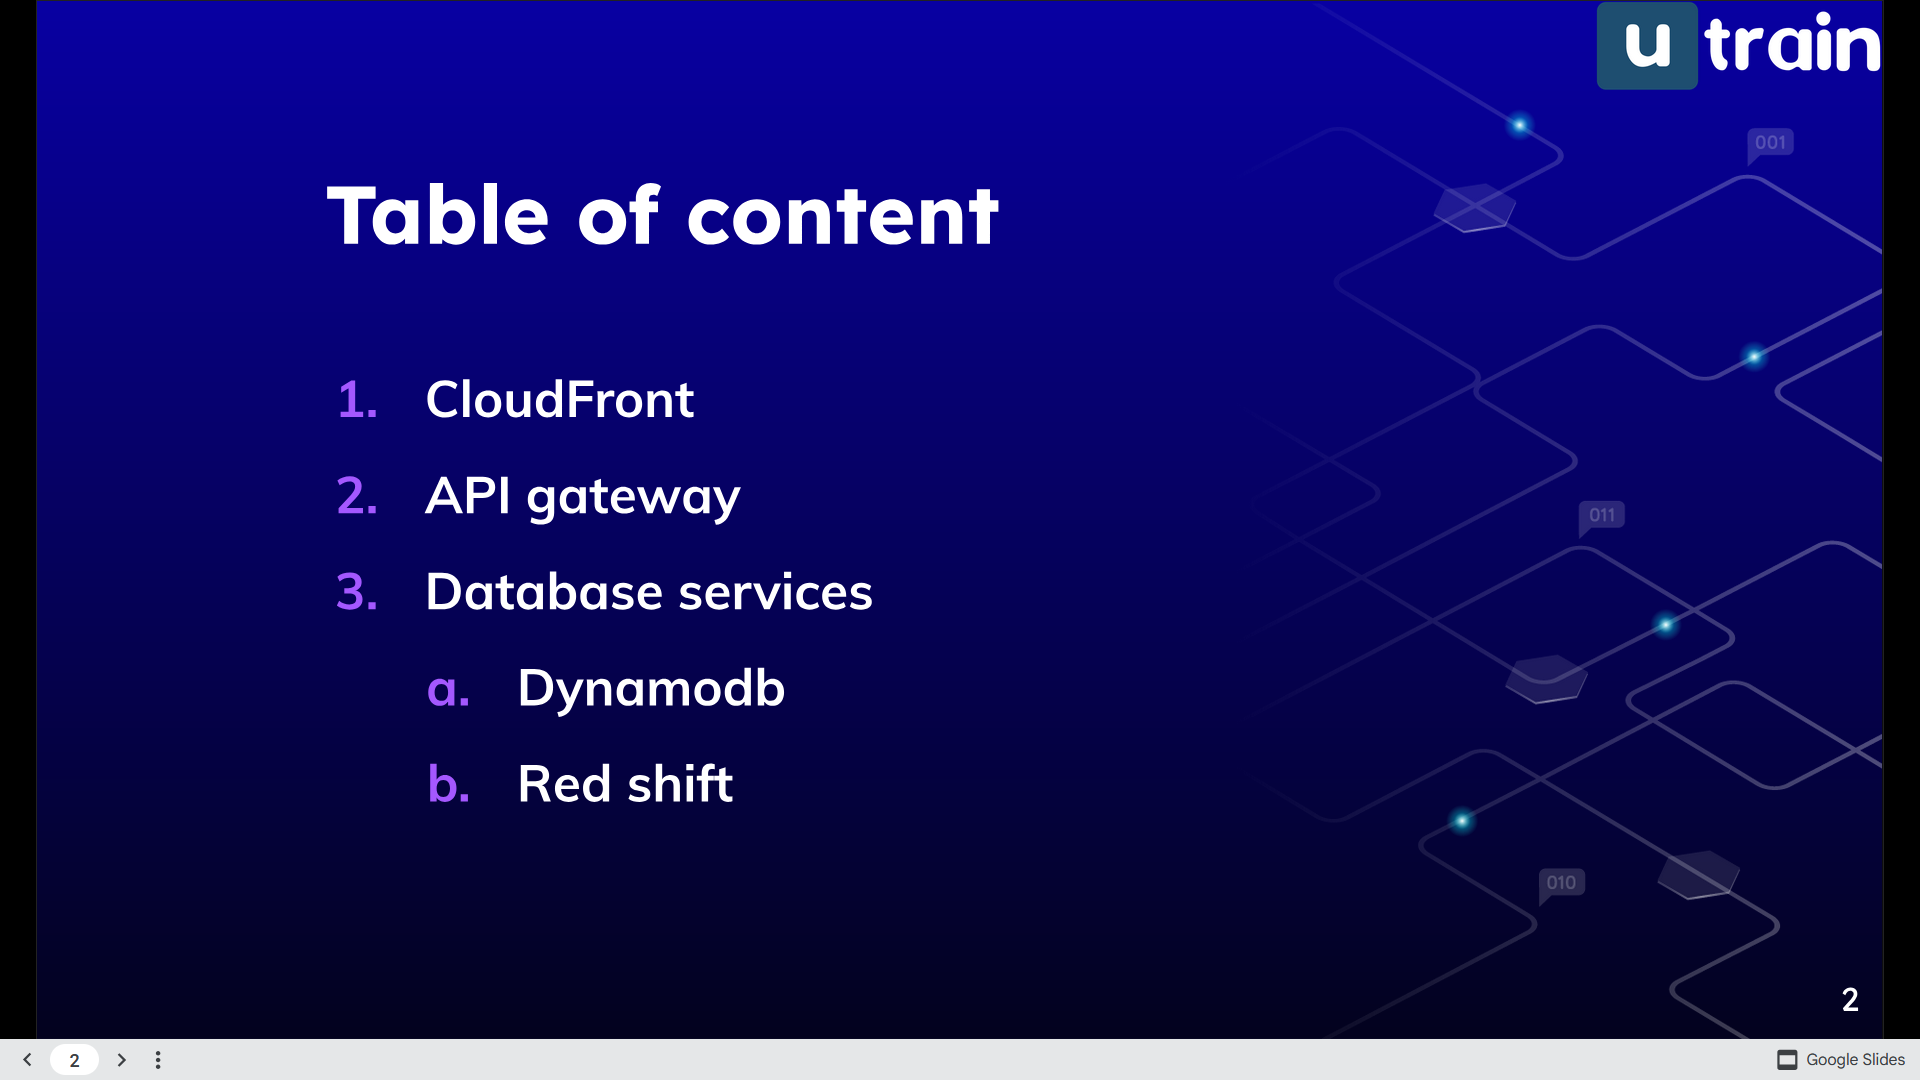 u train
001
Table of content
1. CloudFront
2. API gateway
011
3. Database services
a. Dynamodb
b. Red shift
010
2
2
Google Slides